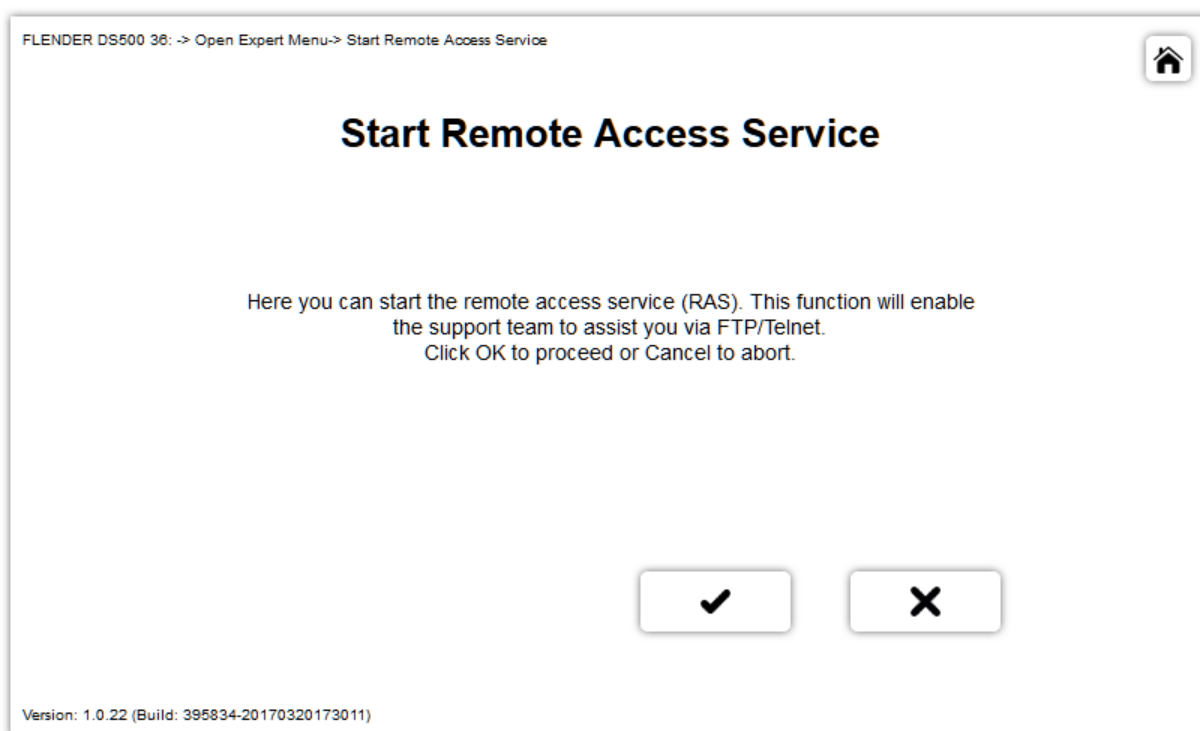 FLENDER DS500 36: -> Open Expert Menu-> Start Remote Access Service
Start Remote Access Service
Here you can start the remote access service (RAS). This function will enable
the support team to assist you via FTP/Telnet.
Click OK to proceed or Cancel to abort.
Version: 1.0.22 (Build: 395834-20170320173011)